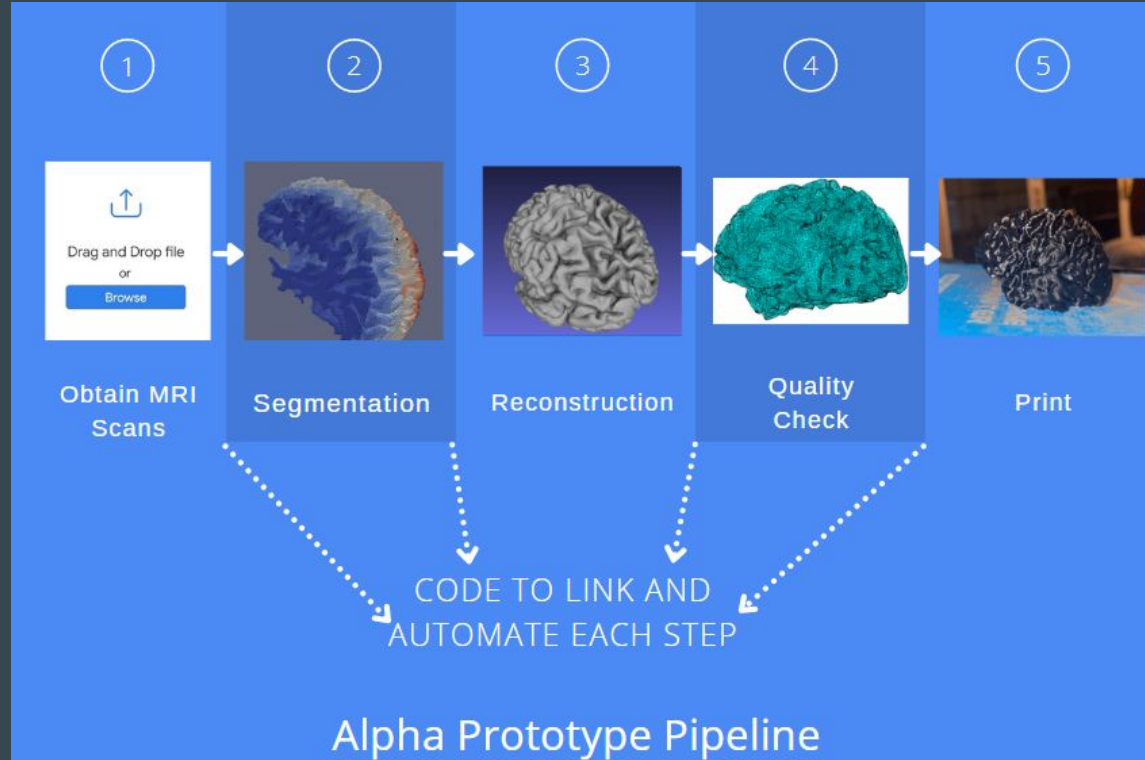 1
2
3
4
5
Drag and Drop file
or
Browse
Obtain MRI
Scans
Segmentation
Reconstruction
Quality
Check
Print
CODE TO LINK AND
AUTOMATE EACH STEP
Alpha Prototype Pipeline